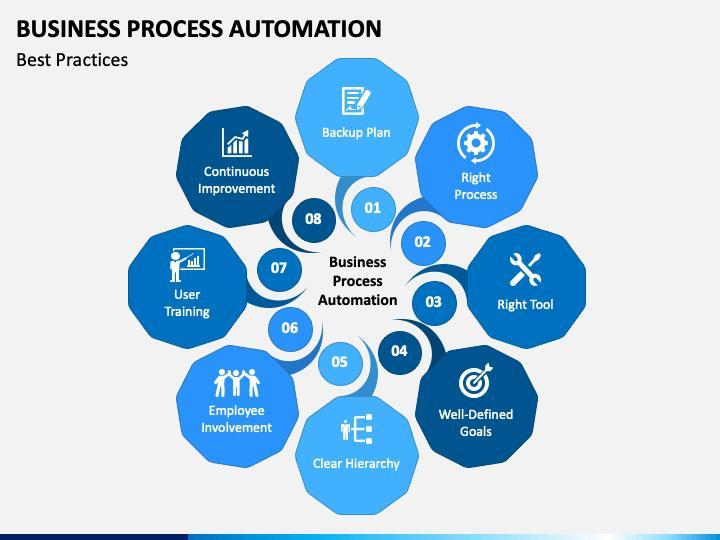 BUSINESS PROCESS AUTOMATION
Best Practices
Backup Plan
01
Right
Process
02
Right Tool
03
Well-Defined
Goals
04
Clear Hierarchy
05
Employee
Involvement
06
User
Training
07
Continuous
Improvement
08
Business
Process
Automation